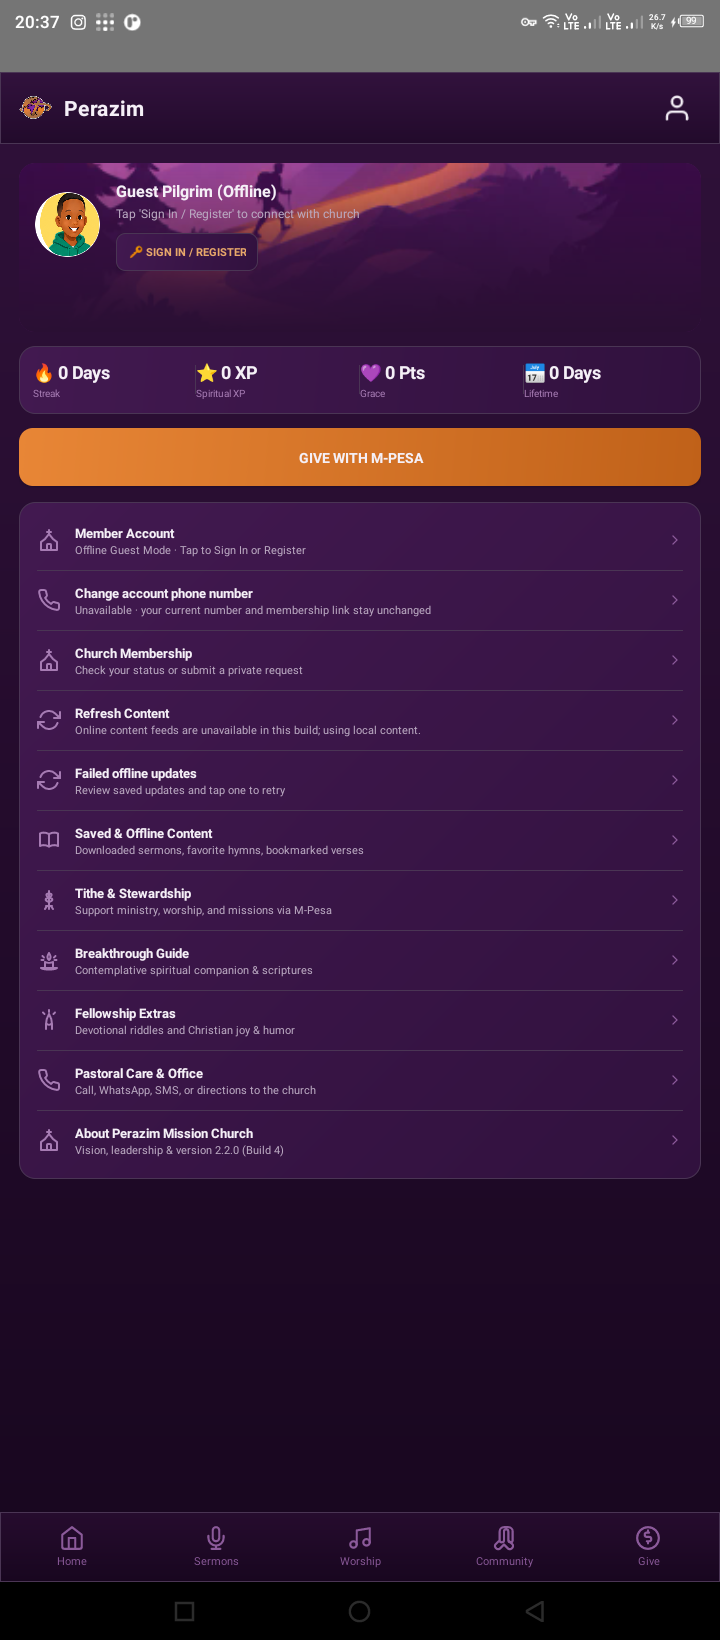 20:37
Vo LTE
Vo LTE
26.7 K/s
99
Perazim
Guest Pilgrim (Offline)
Tap 'Sign In / Register' to connect with church
🔑 SIGN IN / REGISTER
🔥 0 Days
Streak
⭐ 0 XP
Spiritual XP
💜 0 Pts
Grace
📅 0 Days
Lifetime
GIVE WITH M-PESA
Member Account
Offline Guest Mode · Tap to Sign In or Register
Change account phone number
Unavailable · your current number and membership link stay unchanged
Church Membership
Check your status or submit a private request
Refresh Content
Online content feeds are unavailable in this build; using local content.
Failed offline updates
Review saved updates and tap one to retry
Saved & Offline Content
Downloaded sermons, favorite hymns, bookmarked verses
Tithe & Stewardship
Support ministry, worship, and missions via M-Pesa
Breakthrough Guide
Contemplative spiritual companion & scriptures
Fellowship Extras
Devotional riddles and Christian joy & humor
Pastoral Care & Office
Call, WhatsApp, SMS, or directions to the church
About Perazim Mission Church
Vision, leadership & version 2.2.0 (Build 4)
Home
Sermons
Worship
Community
Give